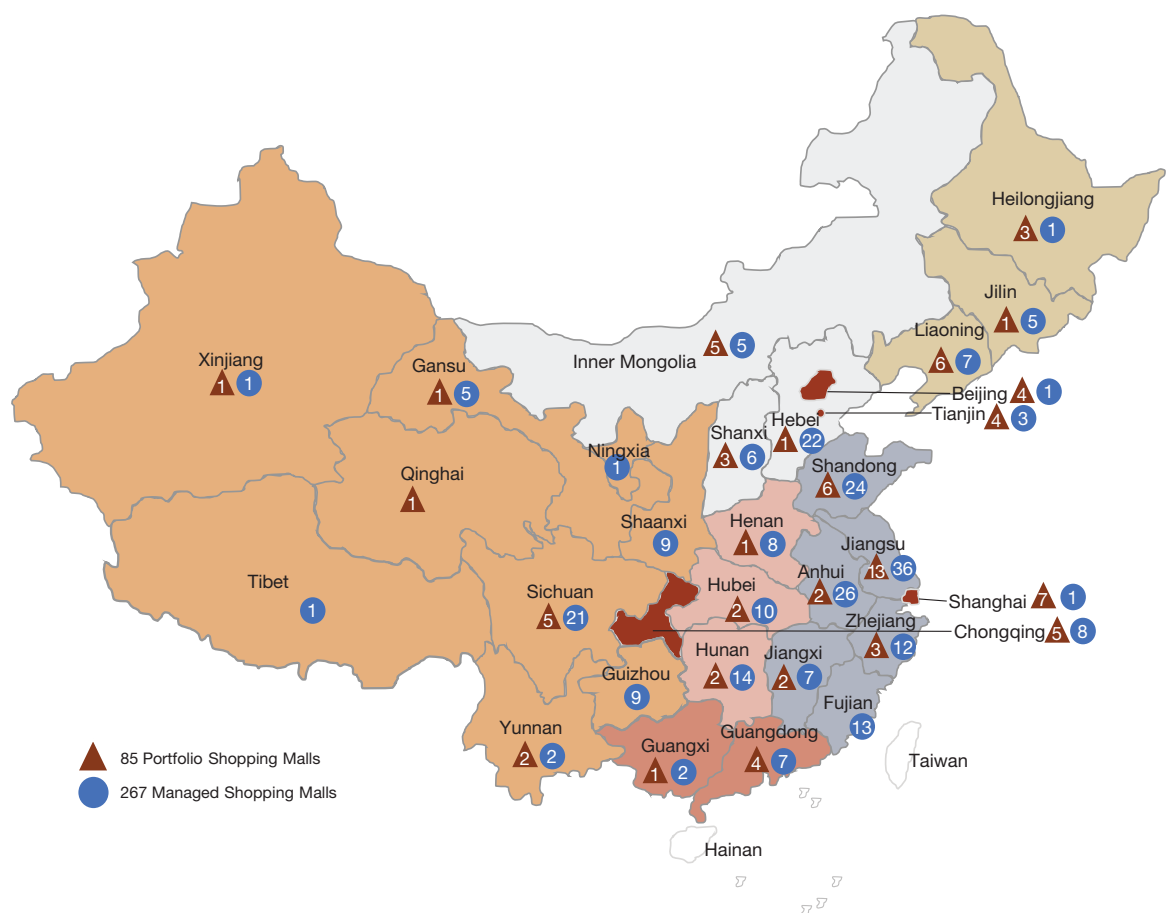 Heilongjiang
3 1
Jilin
1 5
Liaoning
6 7
Inner Mongolia 5 5
Xinjiang
1 1
Gansu
1 5
Beijing 4 1
Tianjin 4 3
Hebei
1 22
Shanxi
3 6
Ningxia
1
Shandong
6 24
Qinghai
1
Shaanxi
9
Henan
1 8
Jiangsu
13 36
Anhui
2 26
Tibet
1
Sichuan
5 21
Hubei
2 10
Shanghai 7 1
Zhejiang
3 12
Chongqing 5 8
Hunan
2 14
Jiangxi
2 7
Guizhou
9
Fujian
13
Yunnan
2 2
Guangxi
1 2
Guangdong
4 7
Taiwan
85 Portfolio Shopping Malls
267 Managed Shopping Malls
Hainan